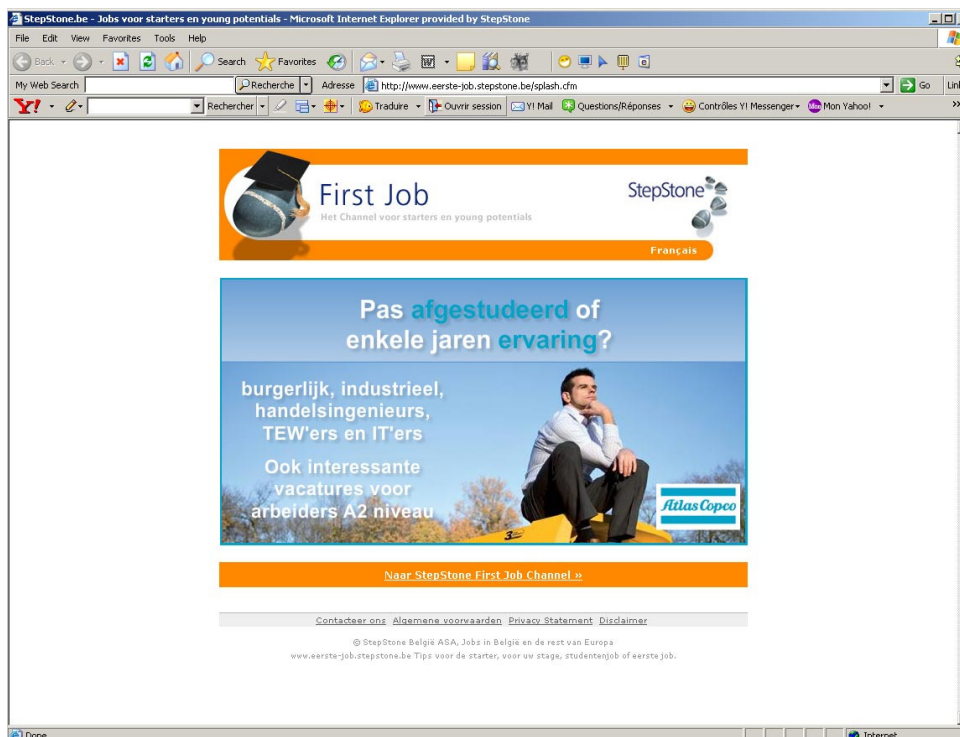 StepStone.be - Jobs voor starters en young potentials - Microsoft Internet Explorer provided by StepStone
File Edit View Favorites Tools Help
Back Search Favorites
My Web Search Recherche Adresse http://www.eerste-job.stepstone.be/splash.cfm Go Link
Y! Rechercher Traduire Ouvrir session Y! Mail Questions/Réponses Contrôles Y! Messenger Mon Yahoo! »
First Job
StepStone
Het Channel voor starters en young potentials
Français
Pas afgestudeerd of
enkele jaren ervaring?
burgerlijk, industrieel,
handelsingenieurs,
TEW'ers en IT'ers
Ook interessante
vacatures voor
arbeiders A2 niveau
Atlas Copco
3
Naar StepStone First Job Channel »
Contacteer ons Algemene voorwaarden Privacy Statement Disclaimer
© StepStone België ASA, Jobs in België en de rest van Europa
www.eerste-job.stepstone.be Tips voor de starter, voor uw stage, studentenjob of eerste job.
Done Internet